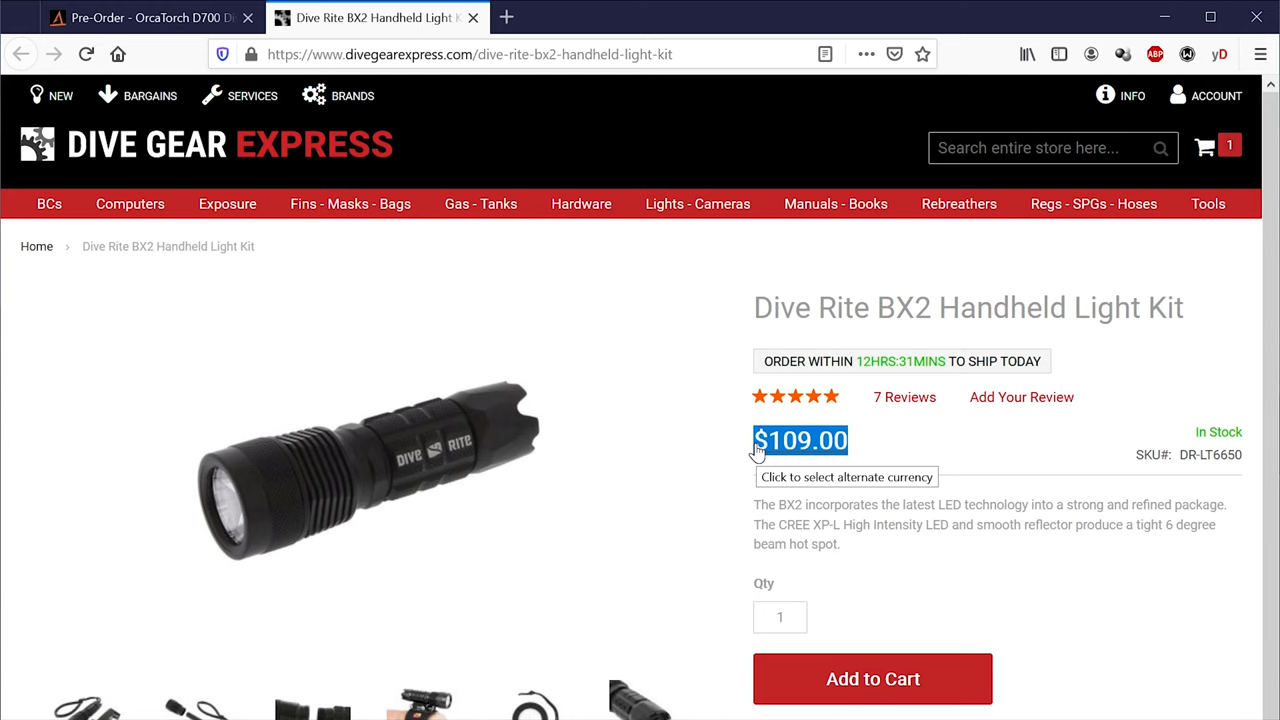 Pre-Order - OrcaTorch D700 Di
Dive Rite BX2 Handheld Light K
https://www.divegearexpress.com/dive-rite-bx2-handheld-light-kit
ABP
yD
NEW
BARGAINS
SERVICES
BRANDS
INFO
ACCOUNT
DIVE GEAR EXPRESS
Search entire store here...
1
BCs
Computers
Exposure
Fins - Masks - Bags
Gas - Tanks
Hardware
Lights - Cameras
Manuals - Books
Rebreathers
Regs - SPGs - Hoses
Tools
Home › Dive Rite BX2 Handheld Light Kit
DIVE RITE
Dive Rite BX2 Handheld Light Kit
ORDER WITHIN 12HRS:31MINS TO SHIP TODAY
7 Reviews
Add Your Review
$109.00
In Stock
SKU#: DR-LT6650
Click to select alternate currency
The BX2 incorporates the latest LED technology into a strong and refined package.
The CREE XP-L High Intensity LED and smooth reflector produce a tight 6 degree
beam hot spot.
Qty
1
Add to Cart